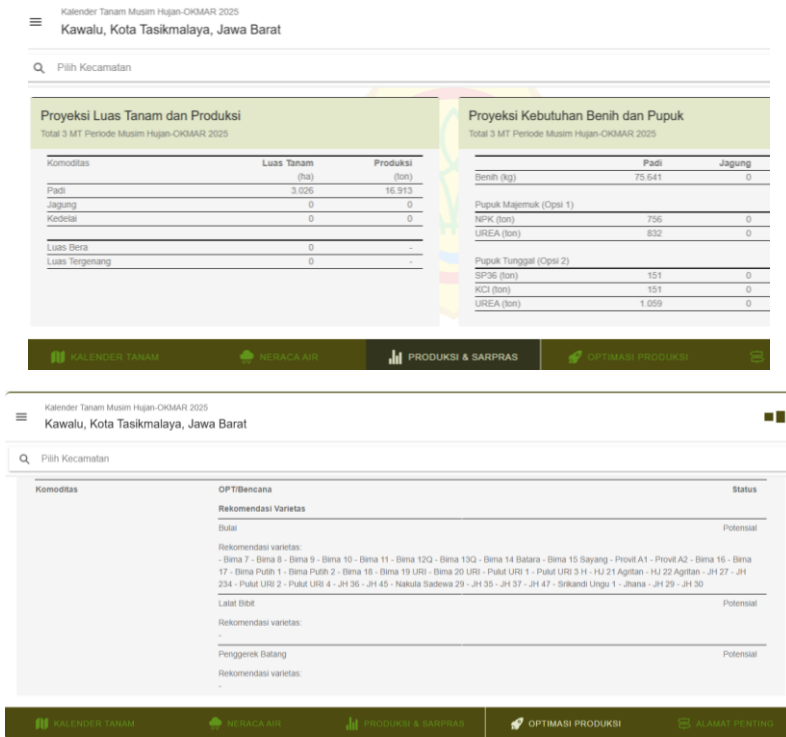 Kalender Tanam Musim Hujan-OKMAR 2025
Kawalu, Kota Tasikmalaya, Jawa Barat
Pilih Kecamatan
Proyeksi Luas Tanam dan Produksi
Total 3 MT Periode Musim Hujan-OKMAR 2025
Komoditas Luas Tanam Produksi
(ha) (ton)
Padi 3.026 16.913
Jagung 0 0
Kedelai 0 0
Luas Bera 0 -
Luas Tergenang 0 -
Proyeksi Kebutuhan Benih dan Pupuk
Total 3 MT Periode Musim Hujan-OKMAR 2025
Padi Jagung
Benih (kg) 75.641 0
Pupuk Majemuk (Opsi 1)
NPK (ton) 756 0
UREA (ton) 832 0
Pupuk Tunggal (Opsi 2)
SP36 (ton) 151 0
KCl (ton) 151 0
UREA (ton) 1.059 0
KALENDER TANAM NERACA AIR PRODUKSI & SARPRAS OPTIMASI PRODUKSI
Kalender Tanam Musim Hujan-OKMAR 2025
Kawalu, Kota Tasikmalaya, Jawa Barat
Pilih Kecamatan
Komoditas OPT/Bencana Status
Rekomendasi Varietas
Bulai Potensial
Rekomendasi varietas:
- Bima 7 - Bima 8 - Bima 9 - Bima 10 - Bima 11 - Bima 12Q - Bima 13Q - Bima 14 Batara - Bima 15 Sayang - Provit A1 - Provit A2 - Bima 16 - Bima
17 - Bima Putih 1 - Bima Putih 2 - Bima 18 - Bima 19 URI - Bima 20 URI - Pulut URI 1 - Pulut URI 3 H - HJ 21 Agritan - HJ 22 Agritan - JH 27 - JH
234 - Pulut URI 2 - Pulut URI 4 - JH 36 - JH 45 - Nakula Sadewa 29 - JH 35 - JH 37 - JH 47 - Srikandi Ungu 1 - Jhana - JH 29 - JH 30
Lalat Bibit Potensial
Rekomendasi varietas:
-
Penggerek Batang Potensial
Rekomendasi varietas:
-
KALENDER TANAM NERACA AIR PRODUKSI & SARPRAS OPTIMASI PRODUKSI ALAMAT PENTING